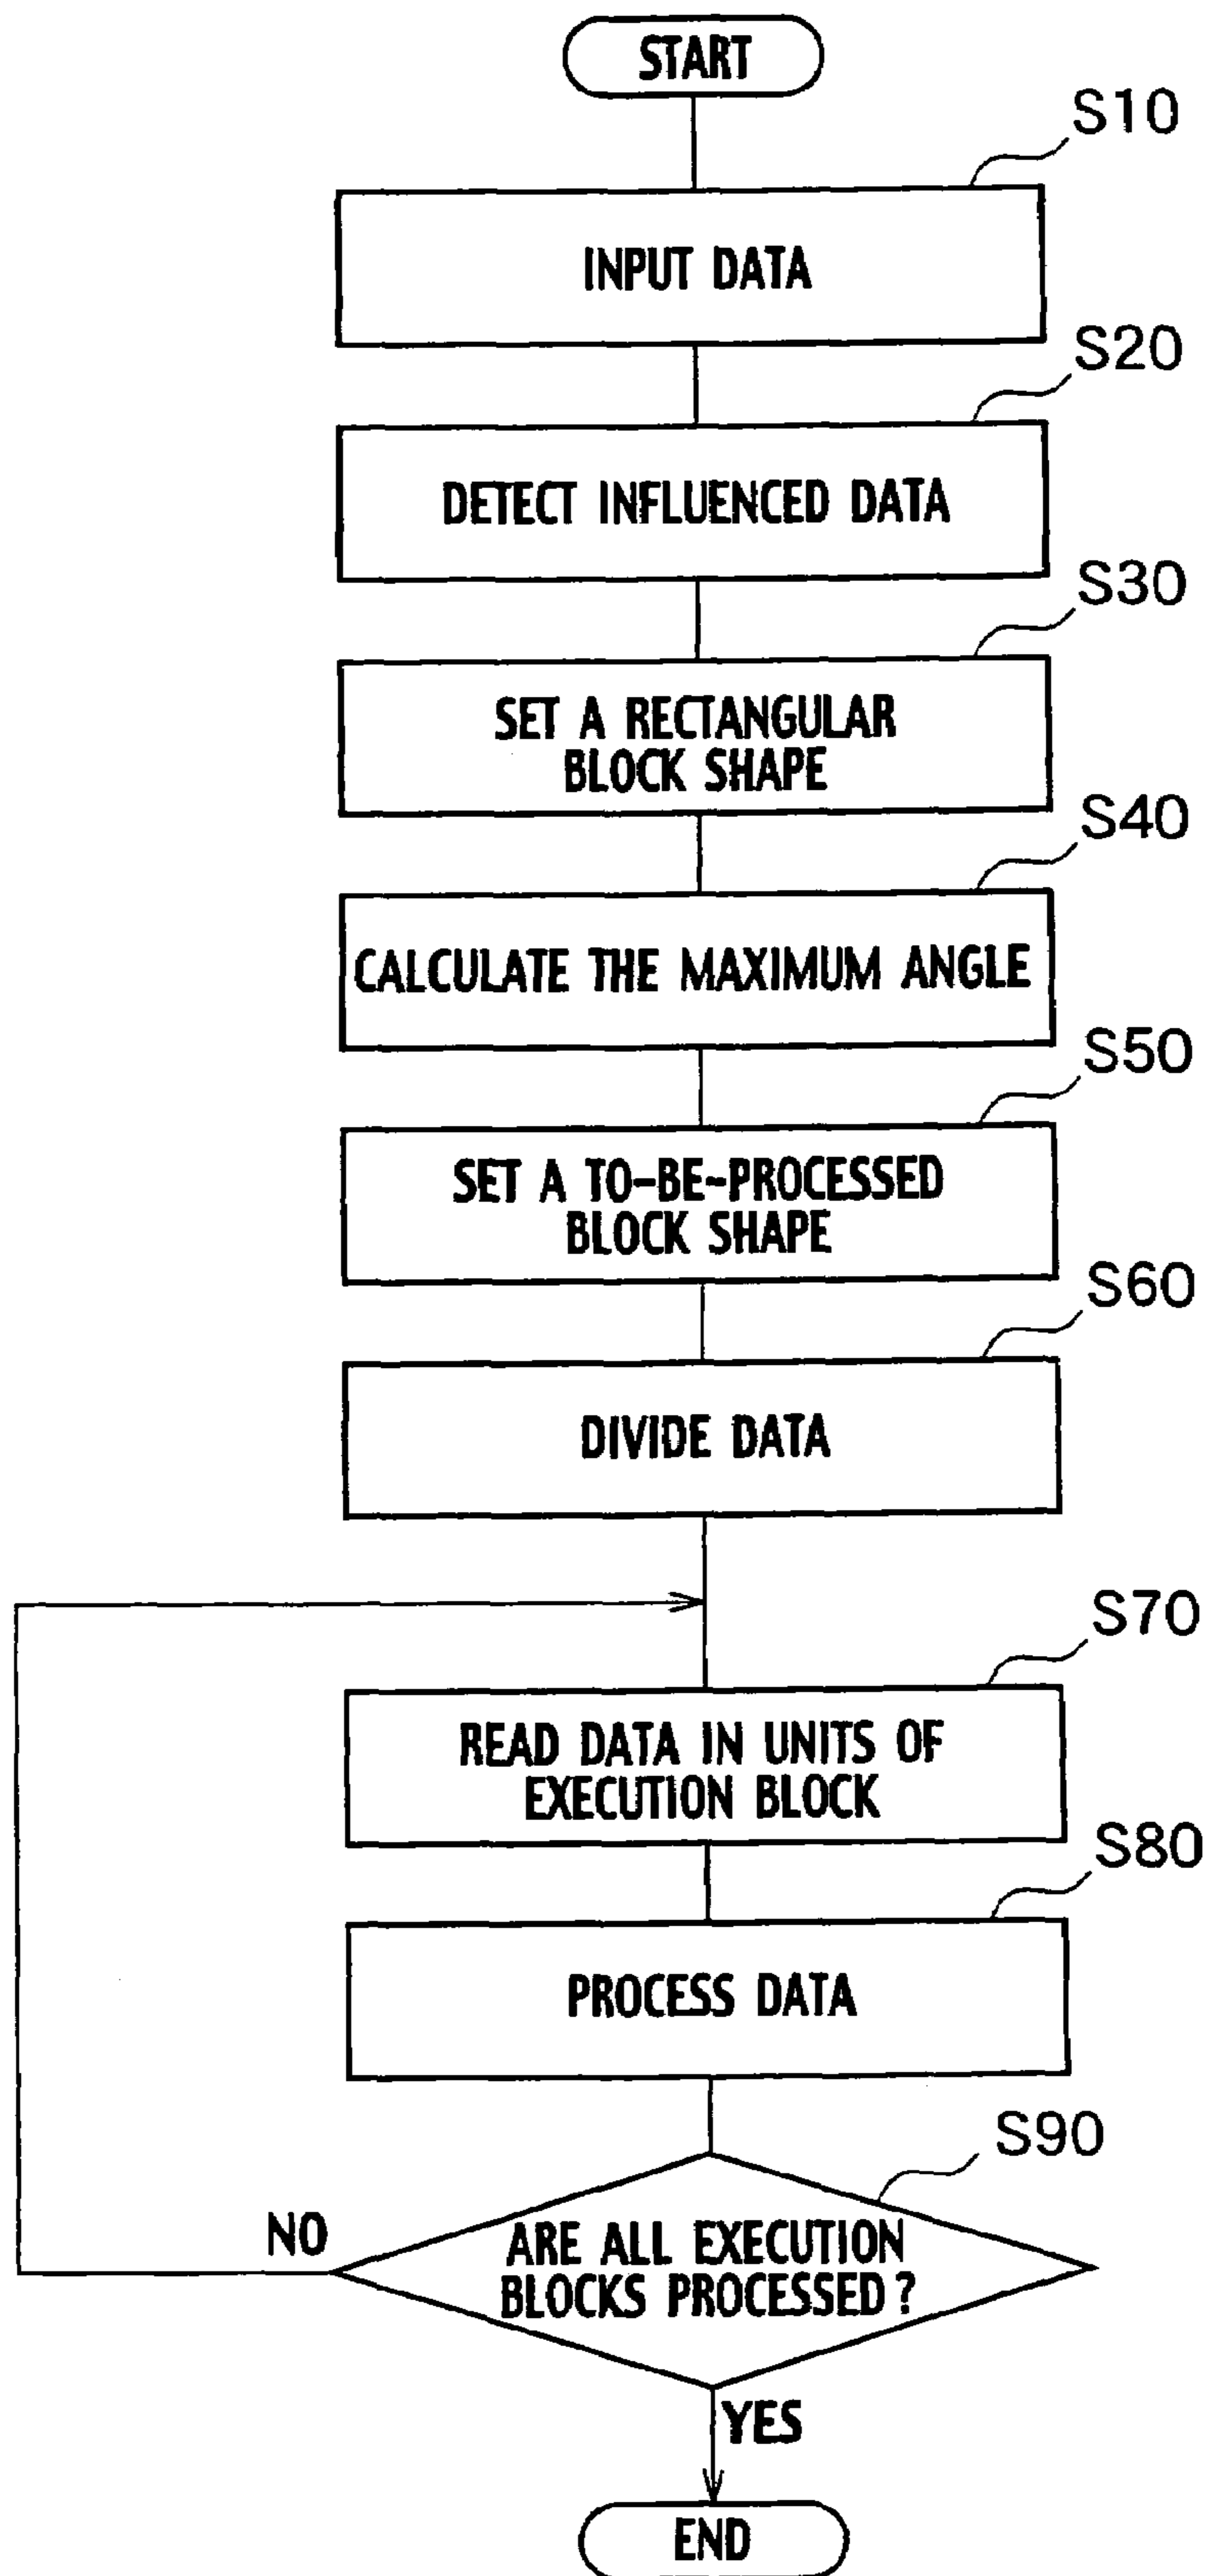 START
S10
INPUT DATA
S20
DETECT INFLUENCED DATA
S30
SET A RECTANGULAR
BLOCK SHAPE
S40
CALCULATE THE MAXIMUM ANGLE
S50
SET A TO-BE-PROCESSED
BLOCK SHAPE
S60
DIVIDE DATA
S70
READ DATA IN UNITS OF
EXECUTION BLOCK
S80
PROCESS DATA
S90
NO
ARE ALL EXECUTION
BLOCKS PROCESSED?
YES
END